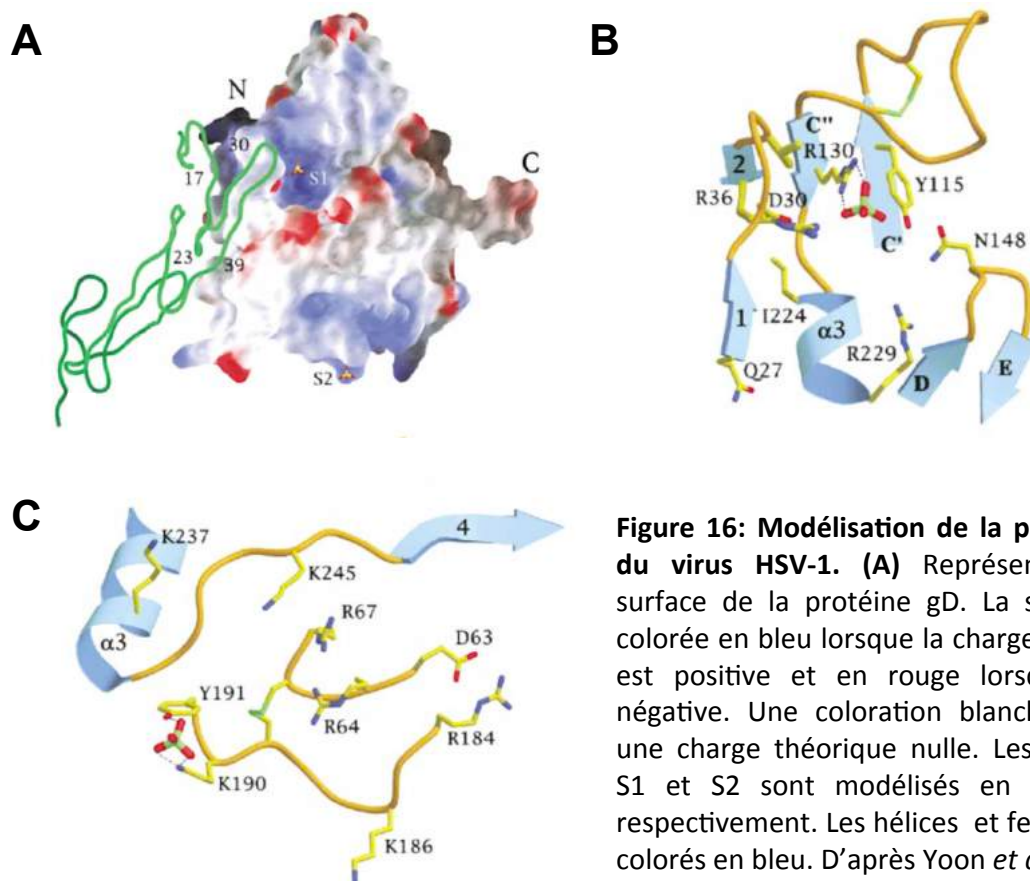 A
N
30
17
S1
C
23
39
S2
B
C"
2
R130
R36
D30
Y115
C'
N148
1
I224
α3
R229
Q27
D
E
C
K237
4
K245
α3
R67
D63
Y191
R64
R184
K190
K186
Figure 16: Modélisation de la p
du virus HSV-1. (A) Représen
surface de la protéine gD. La s
colorée en bleu lorsque la charge
est positive et en rouge lors
négative. Une coloration blanc
une charge théorique nulle. Les
S1 et S2 sont modélisés en
respectivement. Les hélices et fe
colorés en bleu. D'après Yoon et